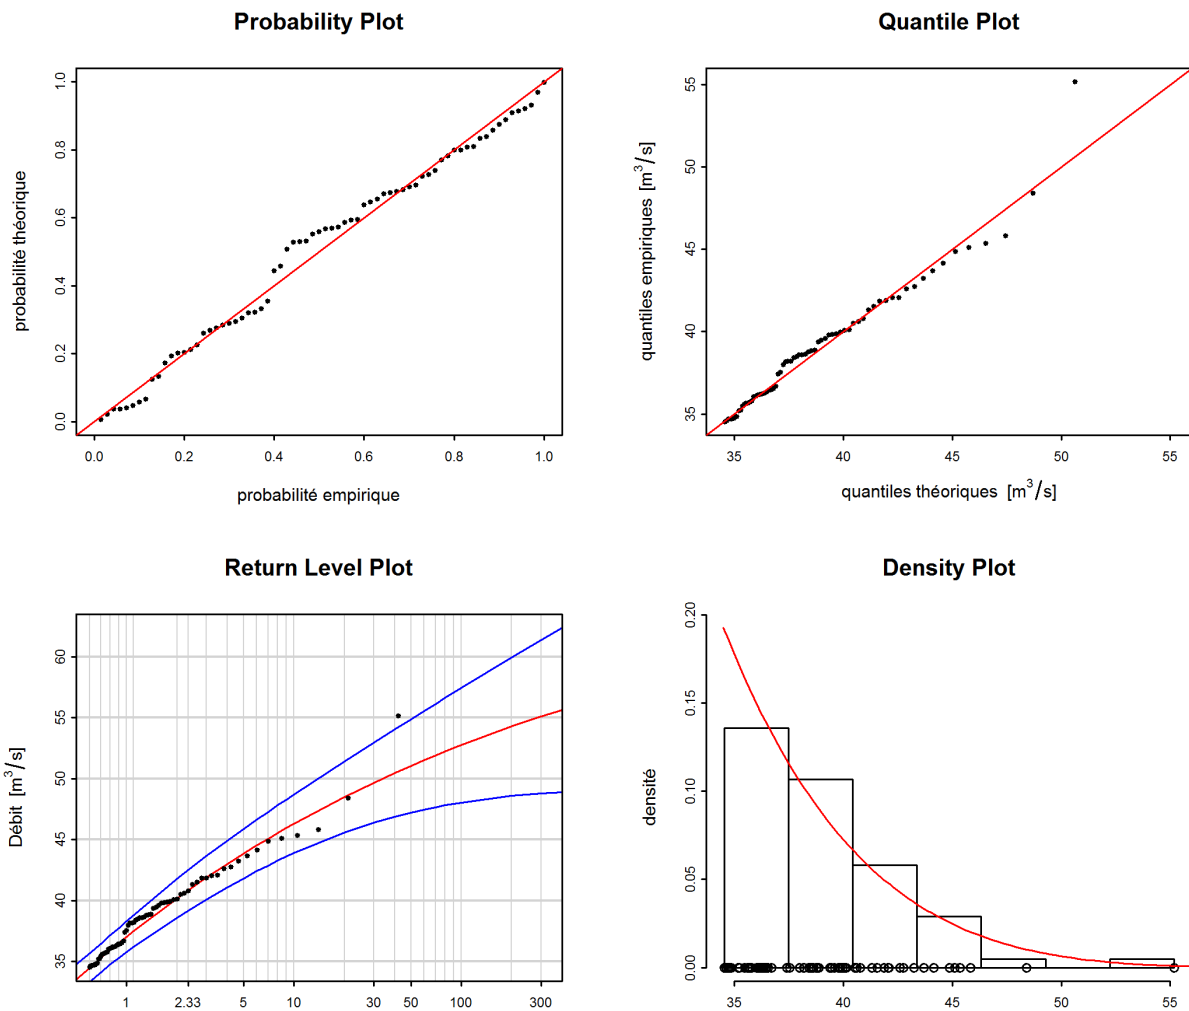 Probability Plot
probabilité théorique
0.0 0.2 0.4 0.6 0.8 1.0
0.0 0.2 0.4 0.6 0.8 1.0
probabilité empirique
Quantile Plot
quantiles empiriques [m³/s]
35 40 45 50 55
35 40 45 50 55
quantiles théoriques [m³/s]
Return Level Plot
Débit [m³/s]
35 40 45 50 55 60
1 2.33 5 10 30 50 100 300
Density Plot
densité
0.00 0.05 0.10 0.15 0.20
35 40 45 50 55